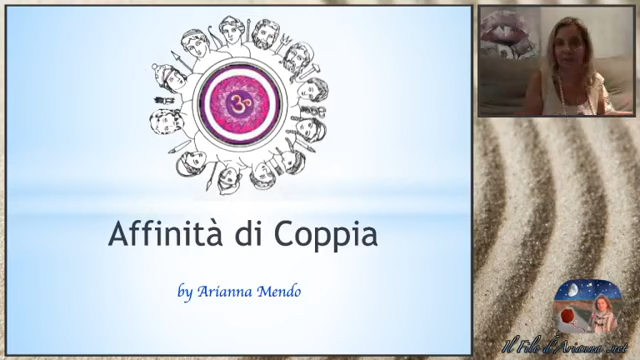 Affinità di Coppia
by Arianna Mendo
Il Filo d'Arianna .net